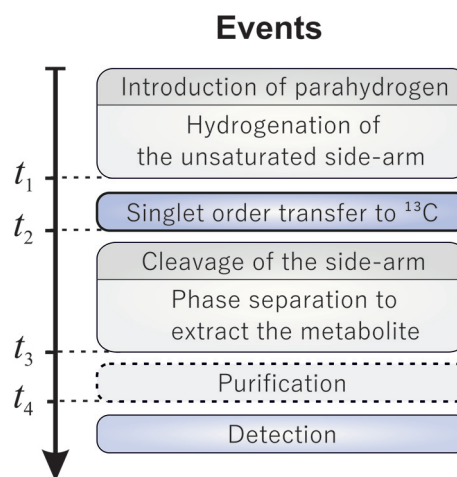 Events
Introduction of parahydrogen
Hydrogenation of
the unsaturated side-arm
t₁
Singlet order transfer to ¹³C
t₂
Cleavage of the side-arm
Phase separation to
extract the metabolite
t₃
Purification
t₄
Detection